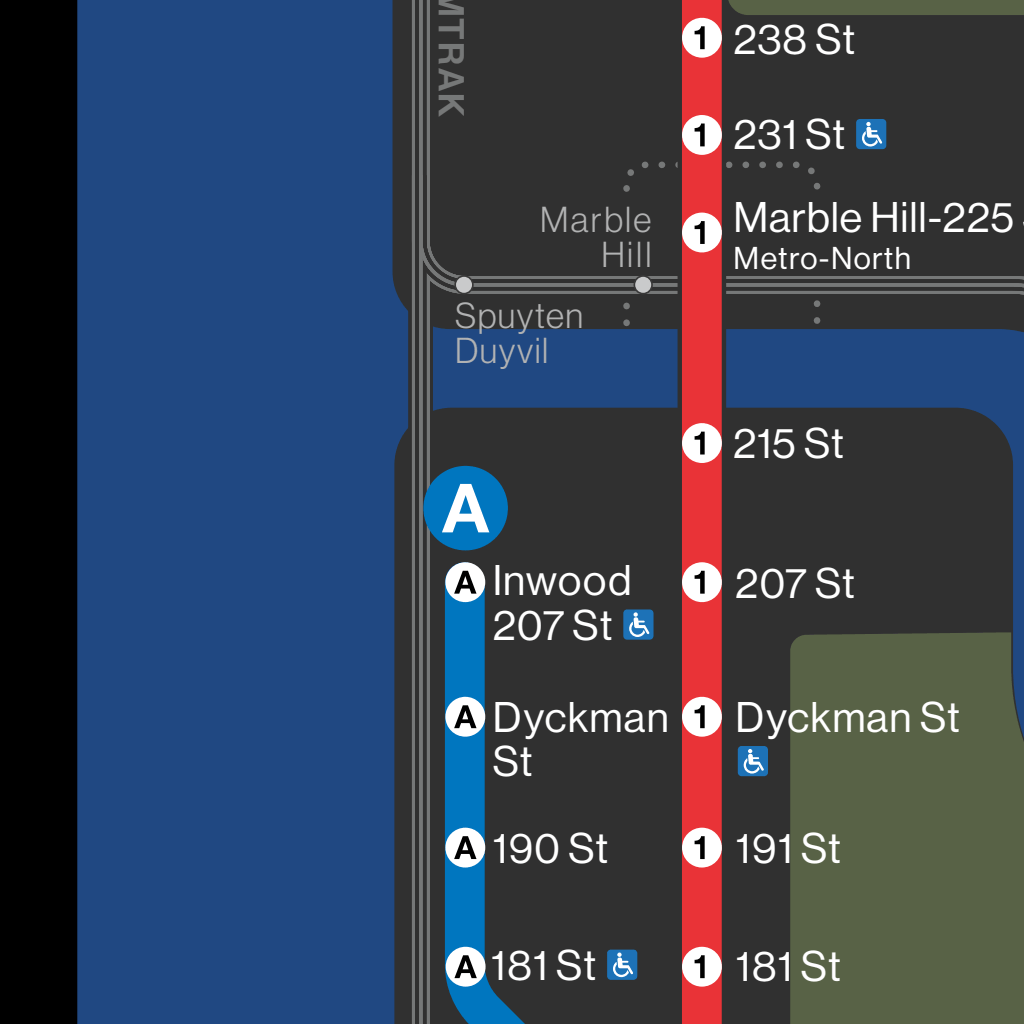 MTRAK
1 238 St
1 231 St
Marble
Hill
1 Marble Hill-225
Metro-North
Spuyten
Duyvil
1 215 St
A
A Inwood
207 St
1 207 St
A Dyckman
St
1 Dyckman St
A 190 St
1 191 St
A 181 St
1 181 St